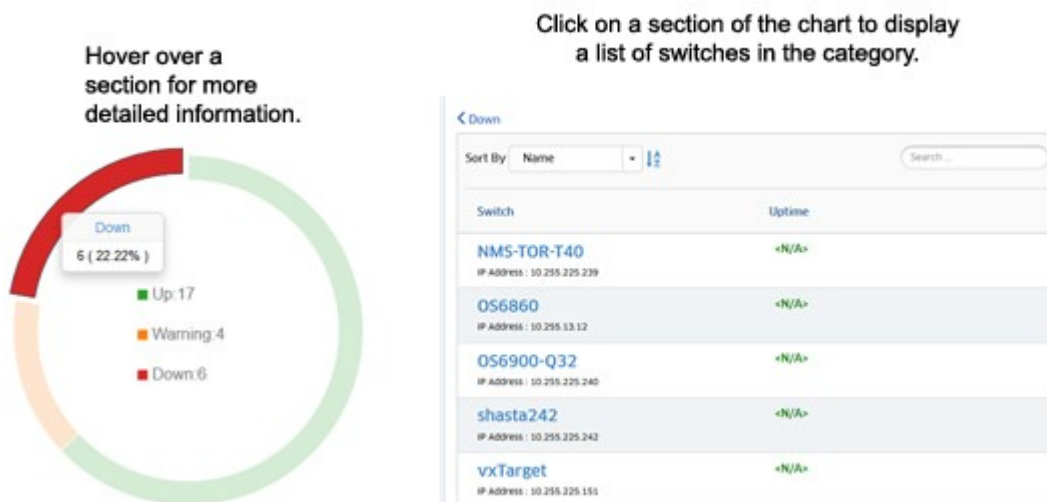 Click on a section of the chart to display
a list of switches in the category.
Hover over a
section for more
detailed information.
Down
6 ( 22.22% )
Up:17
Warning:4
Down:6
Down
Sort By Name Search ...
Switch Uptime
NMS-TOR-T40 <N/A>
IP Address : 10.255.225.239
OS6860 <N/A>
IP Address : 10.255.13.12
OS6900-Q32 <N/A>
IP Address : 10.255.225.240
shasta242 <N/A>
IP Address : 10.255.225.242
vxTarget <N/A>
IP Address : 10.255.225.151